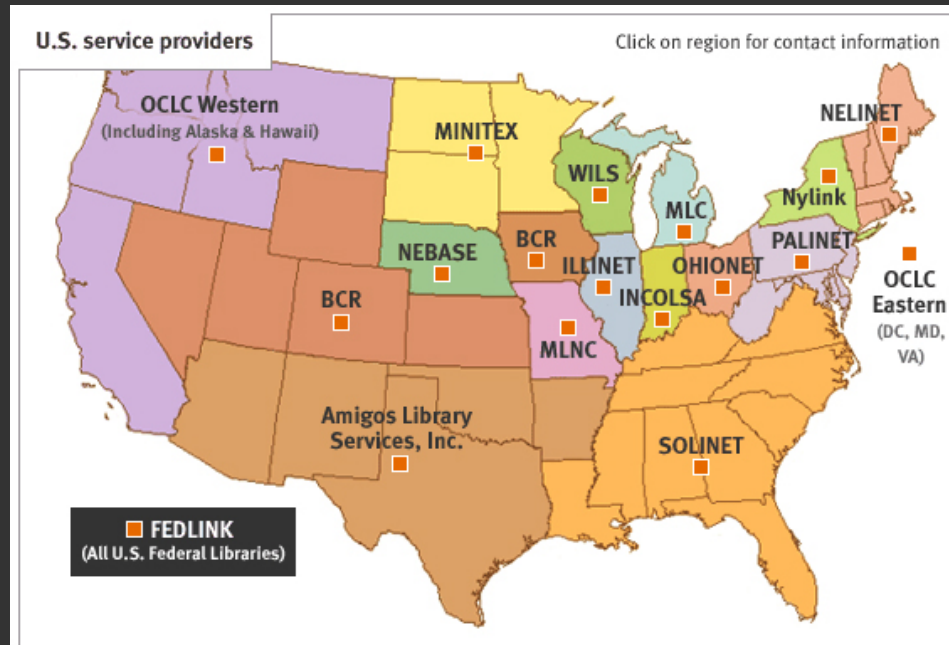 U.S. service providers
Click on region for contact information
OCLC Western
(Including Alaska & Hawaii)
MINITEX
NELINET
WILS
Nylink
MLC
NEBASE
BCR
PALINET
ILLINET
OHIONET
OCLC
Eastern
(DC, MD,
VA)
INCOLSA
BCR
MLNC
Amigos Library
Services, Inc.
SOLINET
FEDLINK
(All U.S. Federal Libraries)